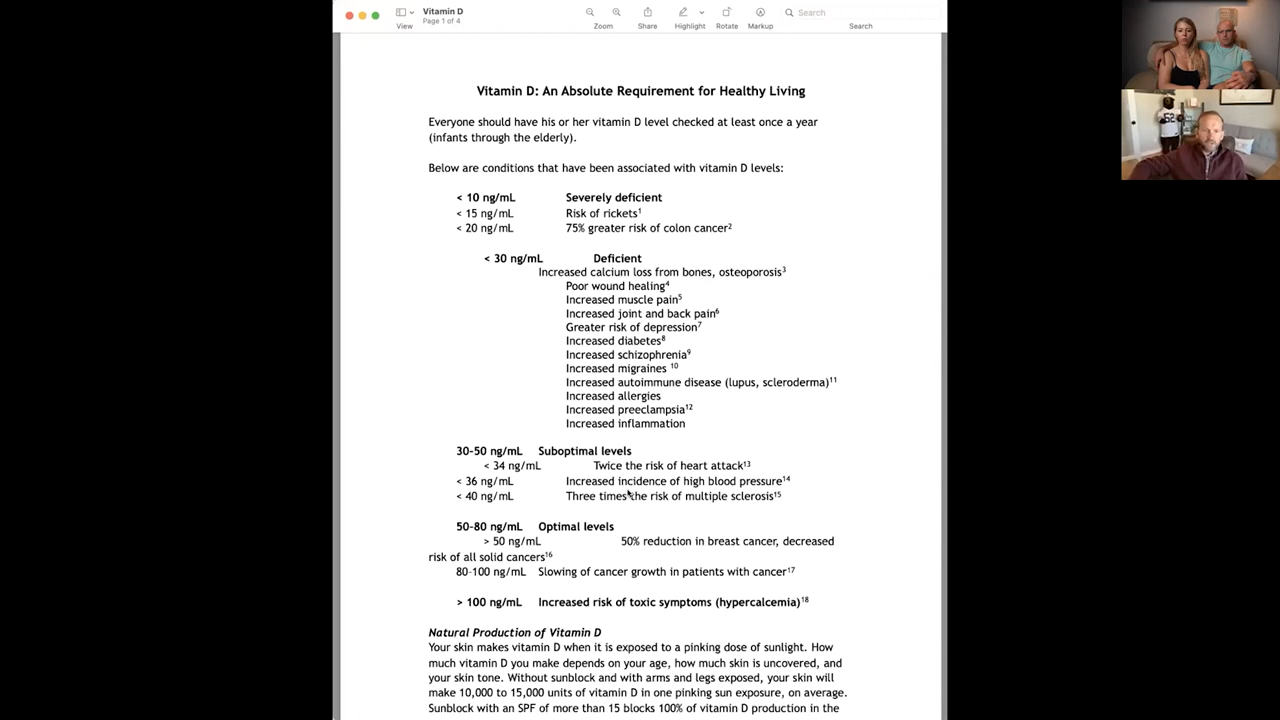 Vitamin D
Page 1 of 4
View
Zoom
Share
Highlight
Rotate
Markup
Search
Search
Vitamin D: An Absolute Requirement for Healthy Living
Everyone should have his or her vitamin D level checked at least once a year
(infants through the elderly).
Below are conditions that have been associated with vitamin D levels:
< 10 ng/mL Severely deficient
< 15 ng/mL Risk of rickets¹
< 20 ng/mL 75% greater risk of colon cancer²
< 30 ng/mL Deficient
Increased calcium loss from bones, osteoporosis³
Poor wound healing⁴
Increased muscle pain⁵
Increased joint and back pain⁶
Greater risk of depression⁷
Increased diabetes⁸
Increased schizophrenia⁹
Increased migraines ¹⁰
Increased autoimmune disease (lupus, scleroderma)¹¹
Increased allergies
Increased preeclampsia¹²
Increased inflammation
30-50 ng/mL Suboptimal levels
< 34 ng/mL Twice the risk of heart attack¹³
< 36 ng/mL Increased incidence of high blood pressure¹⁴
< 40 ng/mL Three times the risk of multiple sclerosis¹⁵
50-80 ng/mL Optimal levels
> 50 ng/mL 50% reduction in breast cancer, decreased
risk of all solid cancers¹⁶
80-100 ng/mL Slowing of cancer growth in patients with cancer¹⁷
> 100 ng/mL Increased risk of toxic symptoms (hypercalcemia)¹⁸
Natural Production of Vitamin D
Your skin makes vitamin D when it is exposed to a pinking dose of sunlight. How
much vitamin D you make depends on your age, how much skin is uncovered, and
your skin tone. Without sunblock and with arms and legs exposed, your skin will
make 10,000 to 15,000 units of vitamin D in one pinking sun exposure, on average.
Sunblock with an SPF of more than 15 blocks 100% of vitamin D production in the
52